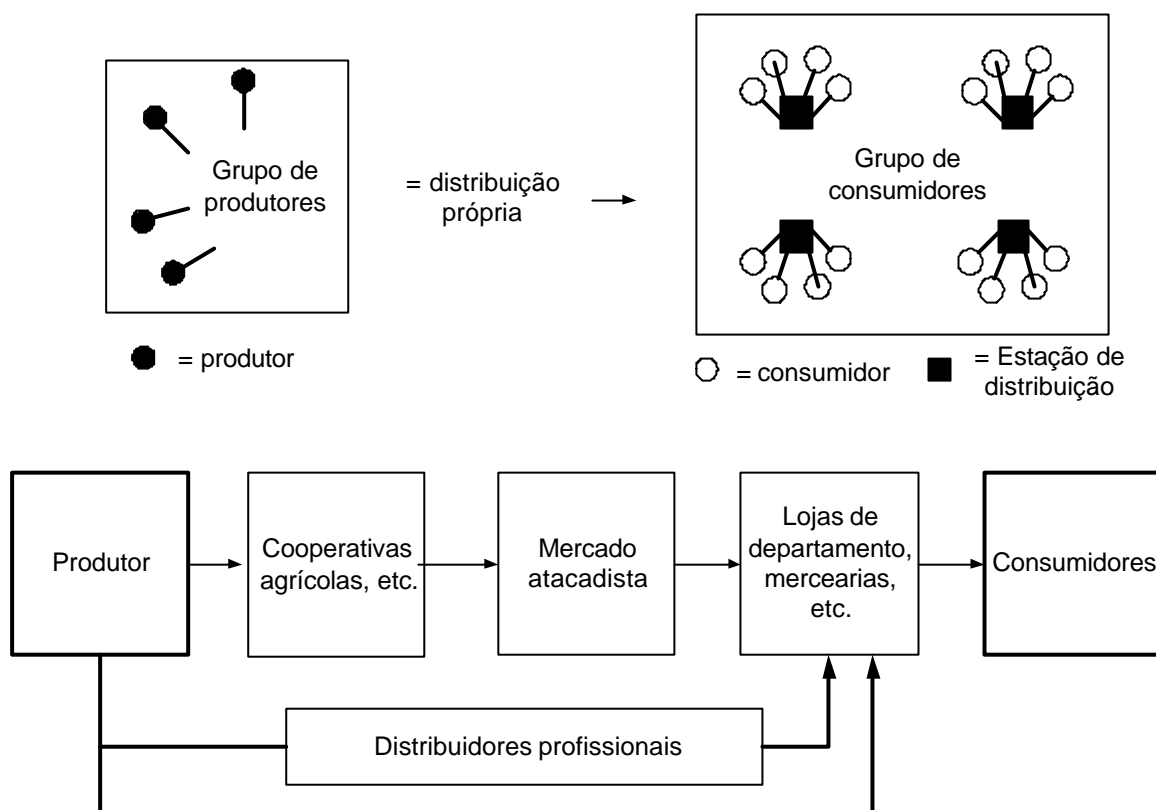 Grupo de
produtores
= distribuição
própria
Grupo de
consumidores
= produtor
= consumidor
= Estação de
distribuição
Produtor
Cooperativas
agrícolas, etc.
Mercado
atacadista
Lojas de
departamento,
mercearias,
etc.
Consumidores
Distribuidores profissionais